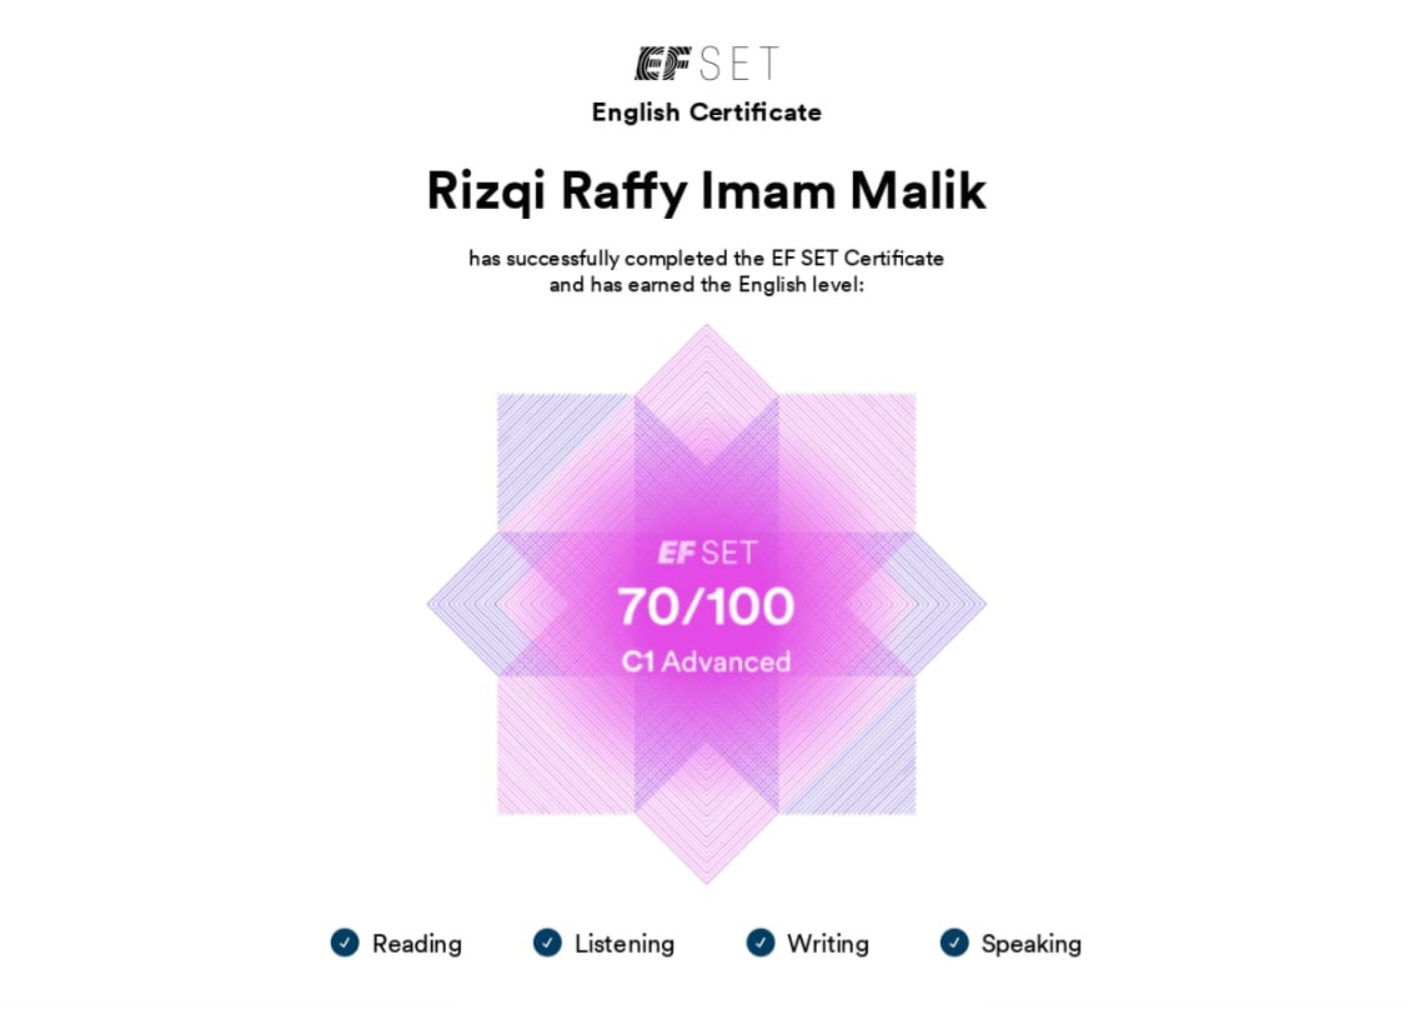 EF SET
English Certificate
Rizqi Raffy Imam Malik
has successfully completed the EF SET Certificate
and has earned the English level:
EF SET
70/100
C1 Advanced
Reading
Listening
Writing
Speaking